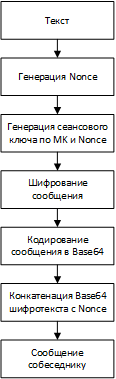 Текст
Генерация Nonce
Генерация сеансового
ключа по МК и Nonce
Шифрование
сообщения
Кодирование
сообщения в Base64
Конкатенация Base64
шифротекста с Nonce
Сообщение
собеседнику